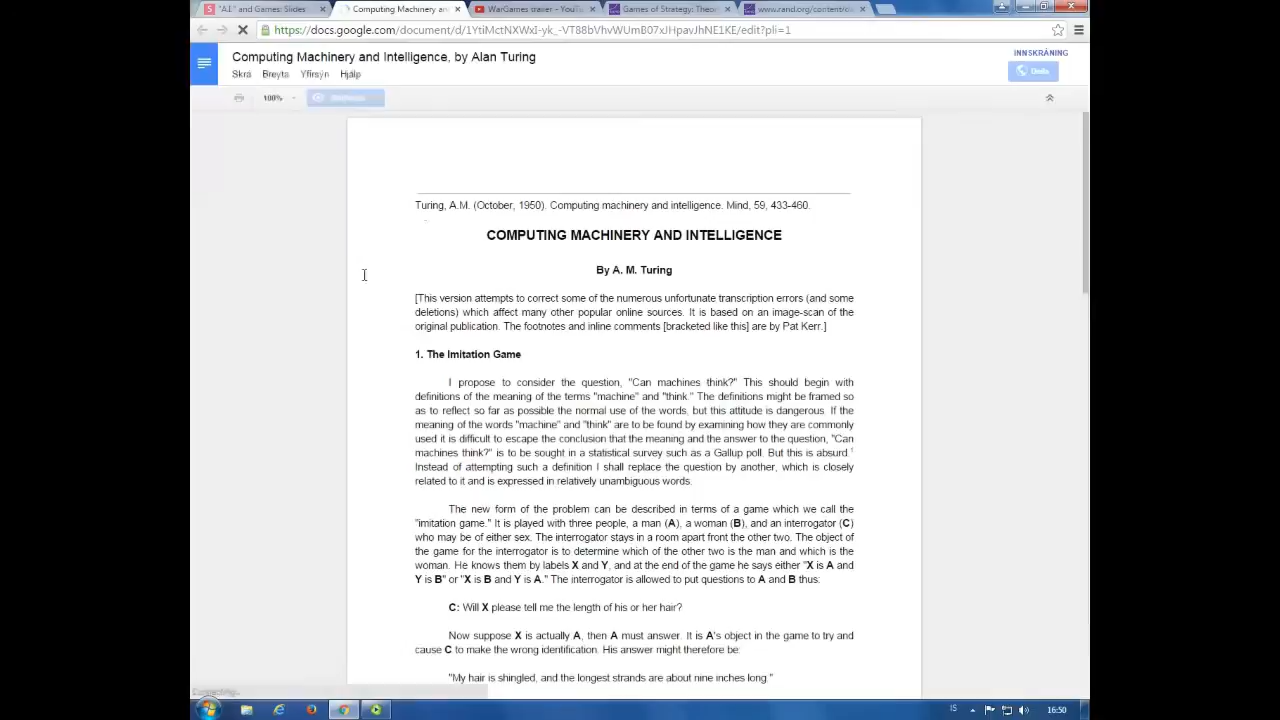 "A.I." and Games: Slides
Computing Machinery and
WarGames trailer - YouTu
Games of Strategy: Theo
www.rand.org/content/da
https://docs.google.com/document/d/1YtiMctNXWxI-yk_-VT88bVhvWUmB07xJHpavJhNE1KE/edit?pli=1
Computing Machinery and Intelligence, by Alan Turing
INNSKRÁNING
Skrá Breyta Yfirsýn Hjálp
Deila
100%
Turing, A.M. (October, 1950). Computing machinery and intelligence. Mind, 59, 433-460.
COMPUTING MACHINERY AND INTELLIGENCE
By A. M. Turing
[This version attempts to correct some of the numerous unfortunate transcription errors (and some
deletions) which affect many other popular online sources. It is based on an image-scan of the
original publication. The footnotes and inline comments [bracketed like this] are by Pat Kerr.]
1. The Imitation Game
I propose to consider the question, "Can machines think?" This should begin with
definitions of the meaning of the terms "machine" and "think." The definitions might be framed so
as to reflect so far as possible the normal use of the words, but this attitude is dangerous. If the
meaning of the words "machine" and "think" are to be found by examining how they are commonly
used it is difficult to escape the conclusion that the meaning and the answer to the question, "Can
machines think?" is to be sought in a statistical survey such as a Gallup poll. But this is absurd.¹
Instead of attempting such a definition I shall replace the question by another, which is closely
related to it and is expressed in relatively unambiguous words.
The new form of the problem can be described in terms of a game which we call the
"imitation game." It is played with three people, a man (A), a woman (B), and an interrogator (C)
who may be of either sex. The interrogator stays in a room apart front the other two. The object of
the game for the interrogator is to determine which of the other two is the man and which is the
woman. He knows them by labels X and Y, and at the end of the game he says either "X is A and
Y is B" or "X is B and Y is A." The interrogator is allowed to put questions to A and B thus:
C: Will X please tell me the length of his or her hair?
Now suppose X is actually A, then A must answer. It is A's object in the game to try and
cause C to make the wrong identification. His answer might therefore be:
"My hair is shingled, and the longest strands are about nine inches long."
Connecting...
IS
16:50